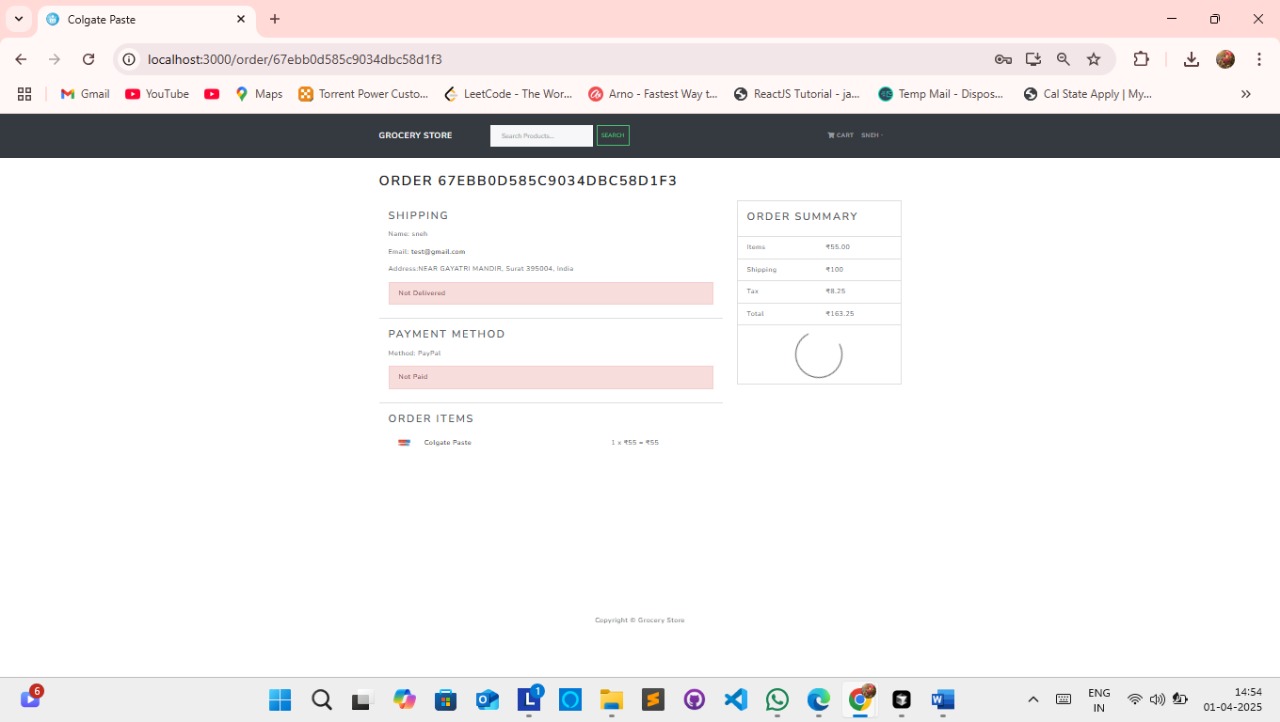 Colgate Paste
localhost:3000/order/67ebb0d585c9034dbc58d1f3
Gmail
YouTube
Maps
Torrent Power Custo...
LeetCode - The Wor...
Arno - Fastest Way t...
ReactJS Tutorial - ja...
Temp Mail - Dispos...
Cal State Apply | My...
GROCERY STORE
Search Products...
SEARCH
CART
SNEH
ORDER 67EBB0D585C9034DBC58D1F3
SHIPPING
Name: sneh
Email: test@gmail.com
Address:NEAR GAYATRI MANDIR, Surat 395004, India
Not Delivered
PAYMENT METHOD
Method: PayPal
Not Paid
ORDER ITEMS
Colgate Paste 1 x ₹55 = ₹55
ORDER SUMMARY
Items ₹55.00
Shipping ₹100
Tax ₹8.25
Total ₹163.25
Copyright © Grocery Store
6
1
ENG
IN
14:54
01-04-2025